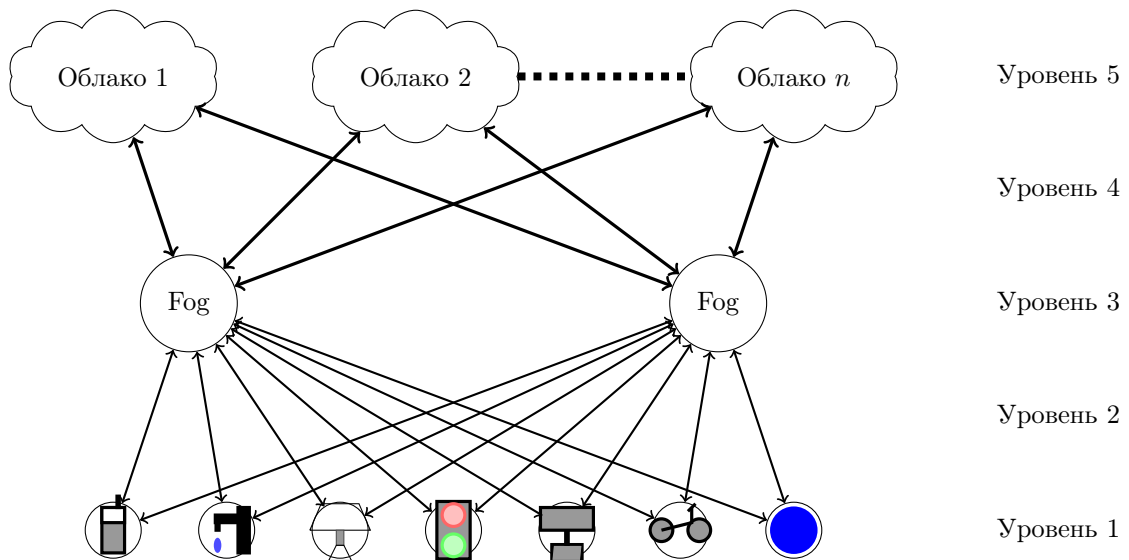 Облако 1
Облако 2
Облако n
Уровень 5
Уровень 4
Fog
Fog
Уровень 3
Уровень 2
Уровень 1